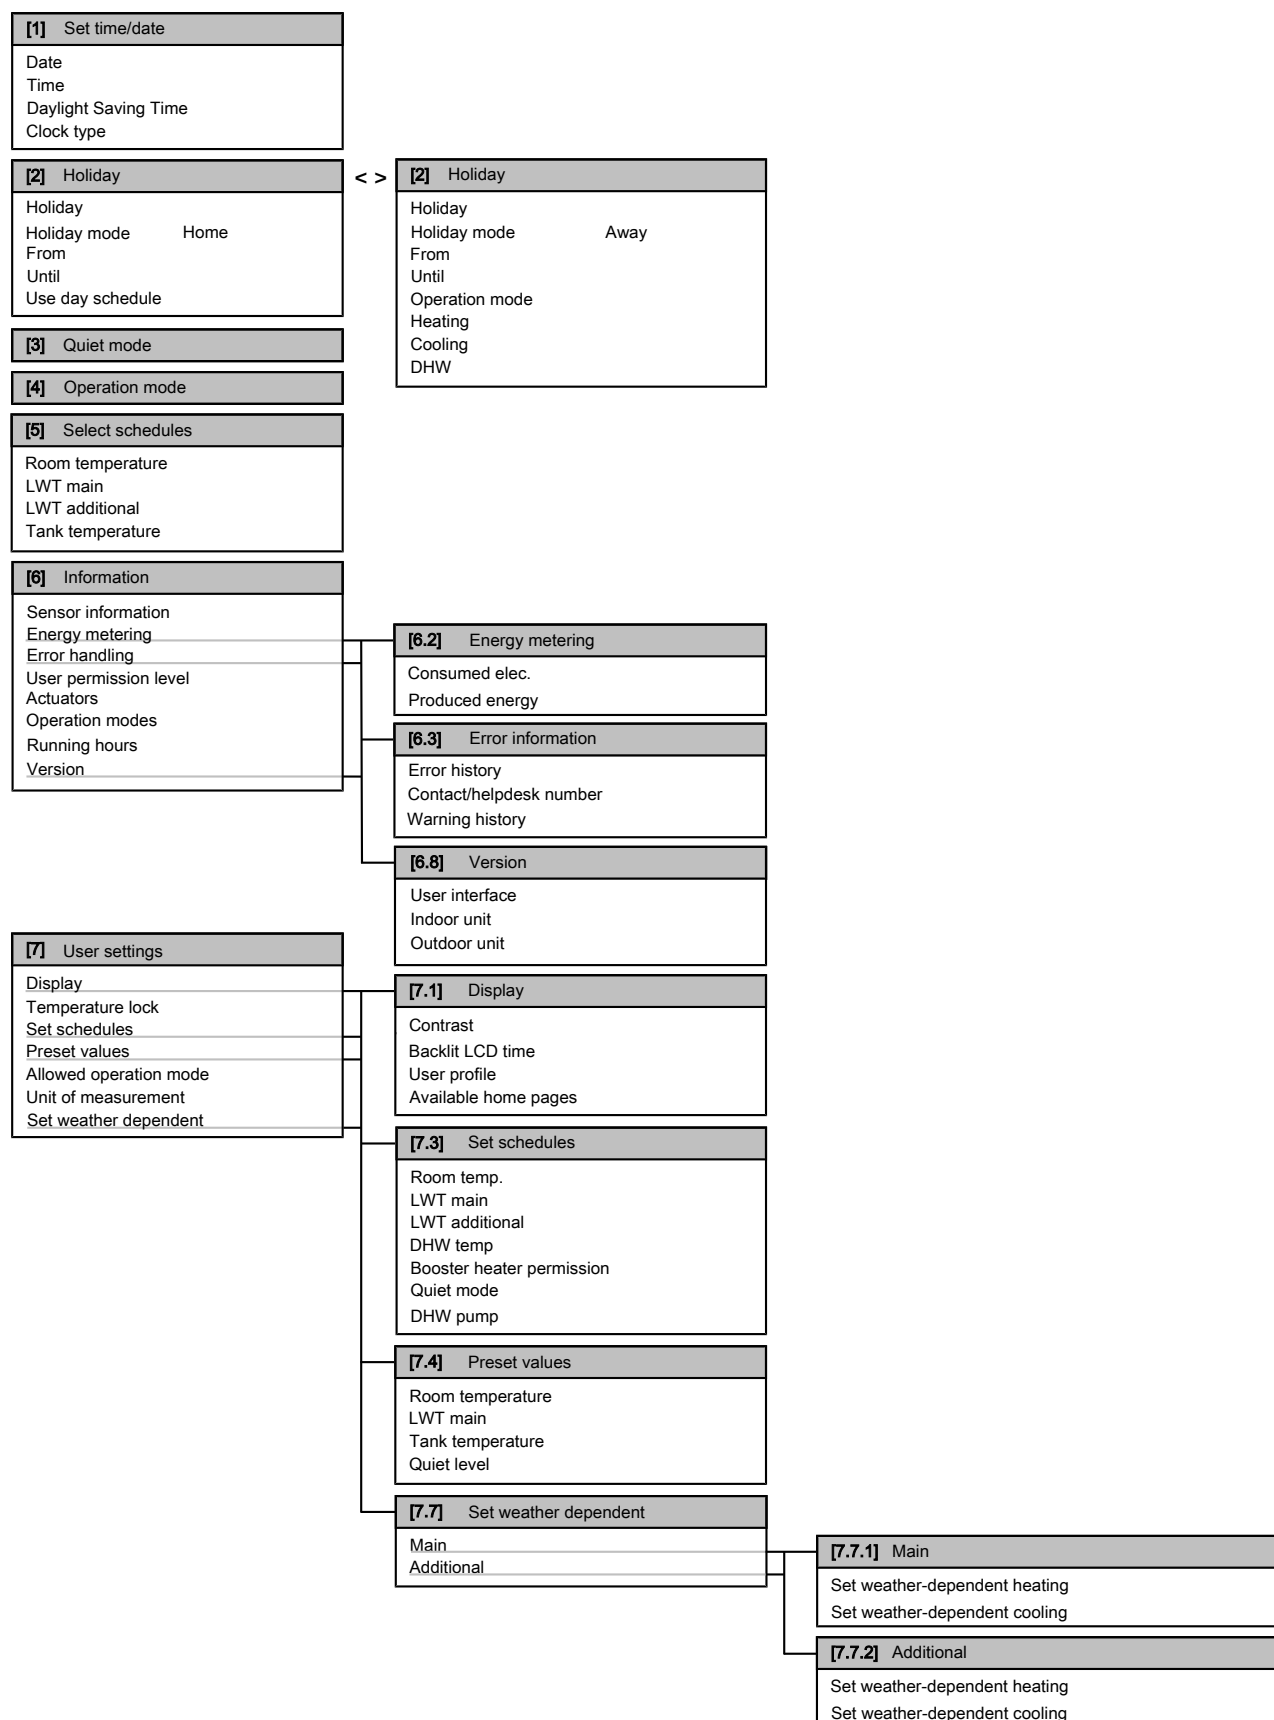 [1] Set time/date
Date
Time
Daylight Saving Time
Clock type
[2] Holiday
Holiday
Holiday mode Home
From
Until
Use day schedule
< >
[2] Holiday
Holiday
Holiday mode Away
From
Until
Operation mode
Heating
Cooling
DHW
[3] Quiet mode
[4] Operation mode
[5] Select schedules
Room temperature
LWT main
LWT additional
Tank temperature
[6] Information
Sensor information
Energy metering
Error handling
User permission level
Actuators
Operation modes
Running hours
Version
[6.2] Energy metering
Consumed elec.
Produced energy
[6.3] Error information
Error history
Contact/helpdesk number
Warning history
[6.8] Version
User interface
Indoor unit
Outdoor unit
[7] User settings
Display
Temperature lock
Set schedules
Preset values
Allowed operation mode
Unit of measurement
Set weather dependent
[7.1] Display
Contrast
Backlit LCD time
User profile
Available home pages
[7.3] Set schedules
Room temp.
LWT main
LWT additional
DHW temp
Booster heater permission
Quiet mode
DHW pump
[7.4] Preset values
Room temperature
LWT main
Tank temperature
Quiet level
[7.7] Set weather dependent
Main
Additional
[7.7.1] Main
Set weather-dependent heating
Set weather-dependent cooling
[7.7.2] Additional
Set weather-dependent heating
Set weather-dependent cooling